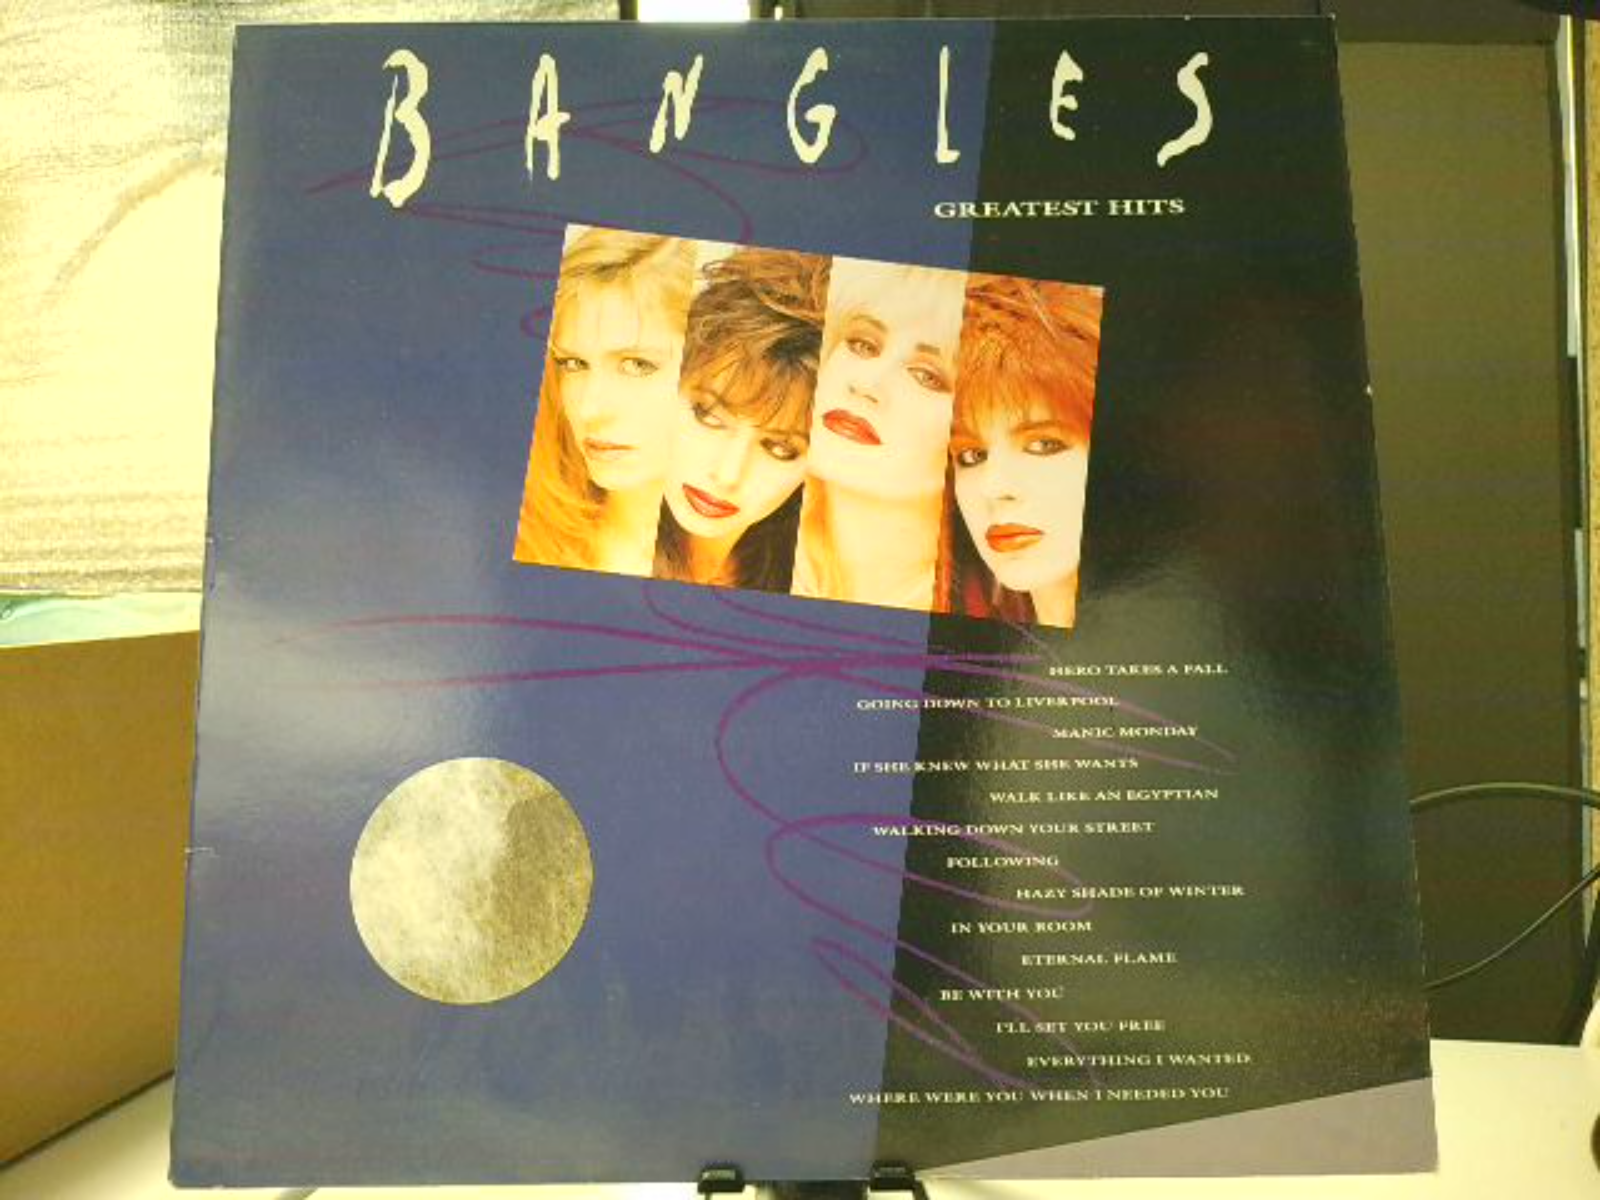 BANGLES
GREATEST HITS
HERO TAKES A FALL
GOING DOWN TO LIVERPOOL
MANIC MONDAY
IF SHE KNEW WHAT SHE WANTS
WALK LIKE AN EGYPTIAN
WALKING DOWN YOUR STREET
FOLLOWING
HAZY SHADE OF WINTER
IN YOUR ROOM
ETERNAL FLAME
BE WITH YOU
I'LL SET YOU FREE
EVERYTHING I WANTED
WHERE WERE YOU WHEN I NEEDED YOU